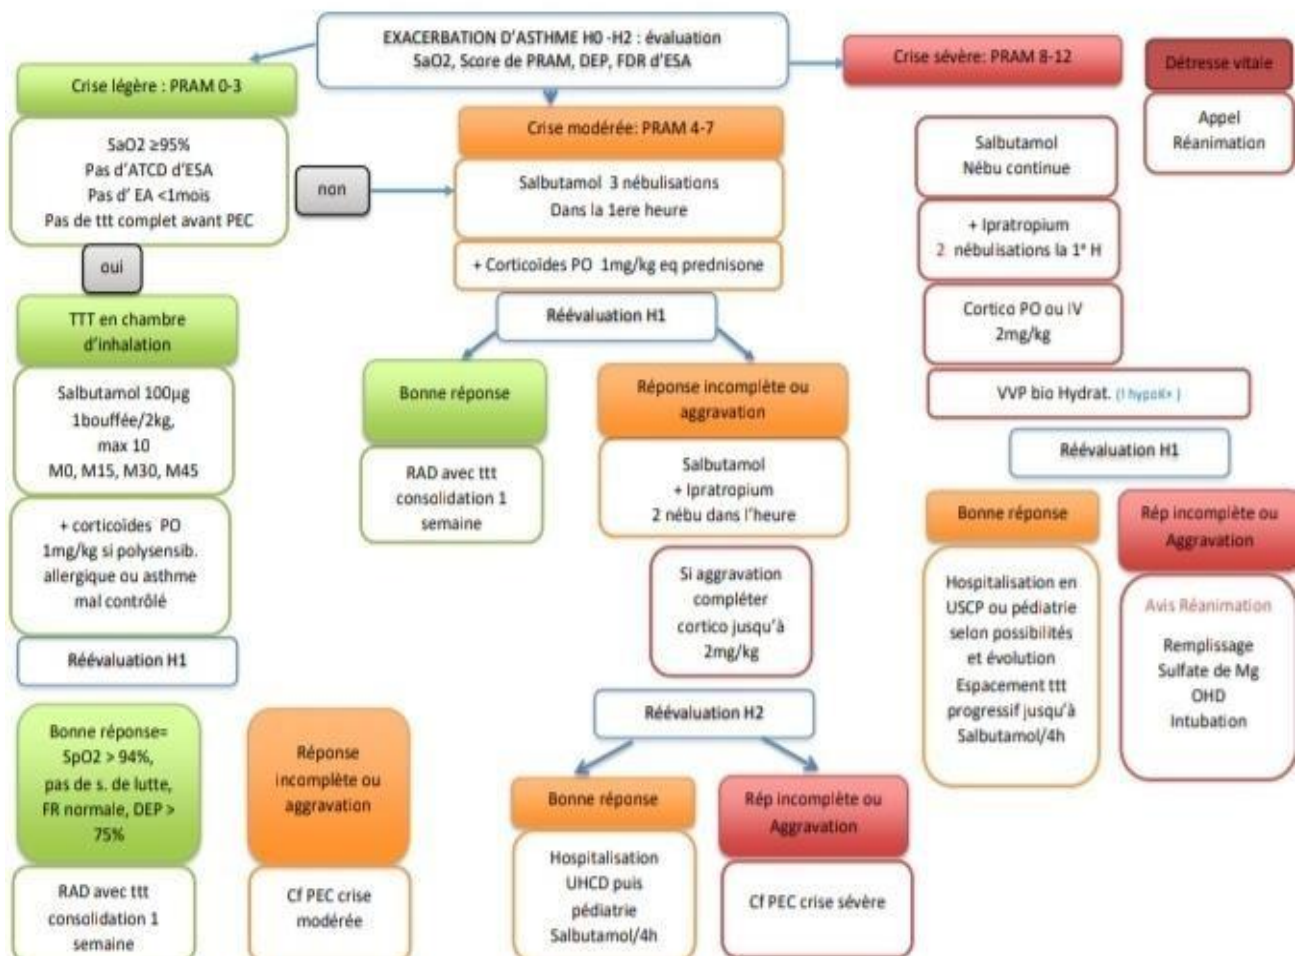 EXACERBATION D'ASTHME H0 -H2 : évaluation
SaO2, Score de PRAM, DEP, FDR d'ESA
Crise légère : PRAM 0-3
SaO2 ≥95%
Pas d'ATCD d'ESA
Pas d' EA <1mois
Pas de ttt complet avant PEC
non
oui
TTT en chambre
d'inhalation
Salbutamol 100µg
1bouffée/2kg,
max 10
M0, M15, M30, M45
+ corticoïdes PO
1mg/kg si polysensib.
allergique ou asthme
mal contrôlé
Réévaluation H1
Bonne réponse=
SpO2 > 94%,
pas de s. de lutte,
FR normale, DEP >
75%
RAD avec ttt
consolidation 1
semaine
Réponse
incomplète ou
aggravation
Cf PEC crise
modérée
Crise modérée: PRAM 4-7
Salbutamol 3 nébulisations
Dans la 1ere heure
+ Corticoïdes PO 1mg/kg eq prednisone
Réévaluation H1
Bonne réponse
RAD avec ttt
consolidation 1
semaine
Réponse incomplète ou
aggravation
Salbutamol
+ Ipratropium
2 nébu dans l'heure
Si aggravation
compléter
cortico jusqu'à
2mg/kg
Réévaluation H2
Bonne réponse
Hospitalisation
UHCD puis
pédiatrie
Salbutamol/4h
Rép incomplète ou
Aggravation
Cf PEC crise sévère
Crise sévère: PRAM 8-12
Salbutamol
Nébu continue
+ Ipratropium
2 nébulisations la 1° H
Cortico PO ou IV
2mg/kg
VVP bio Hydrat. (! hypoK+ )
Réévaluation H1
Bonne réponse
Hospitalisation en
USCP ou pédiatrie
selon possibilités
et évolution
Espacement ttt
progressif jusqu'à
Salbutamol/4h
Rép incomplète ou
Aggravation
Avis Réanimation
Remplissage
Sulfate de Mg
OHD
Intubation
Détresse vitale
Appel
Réanimation